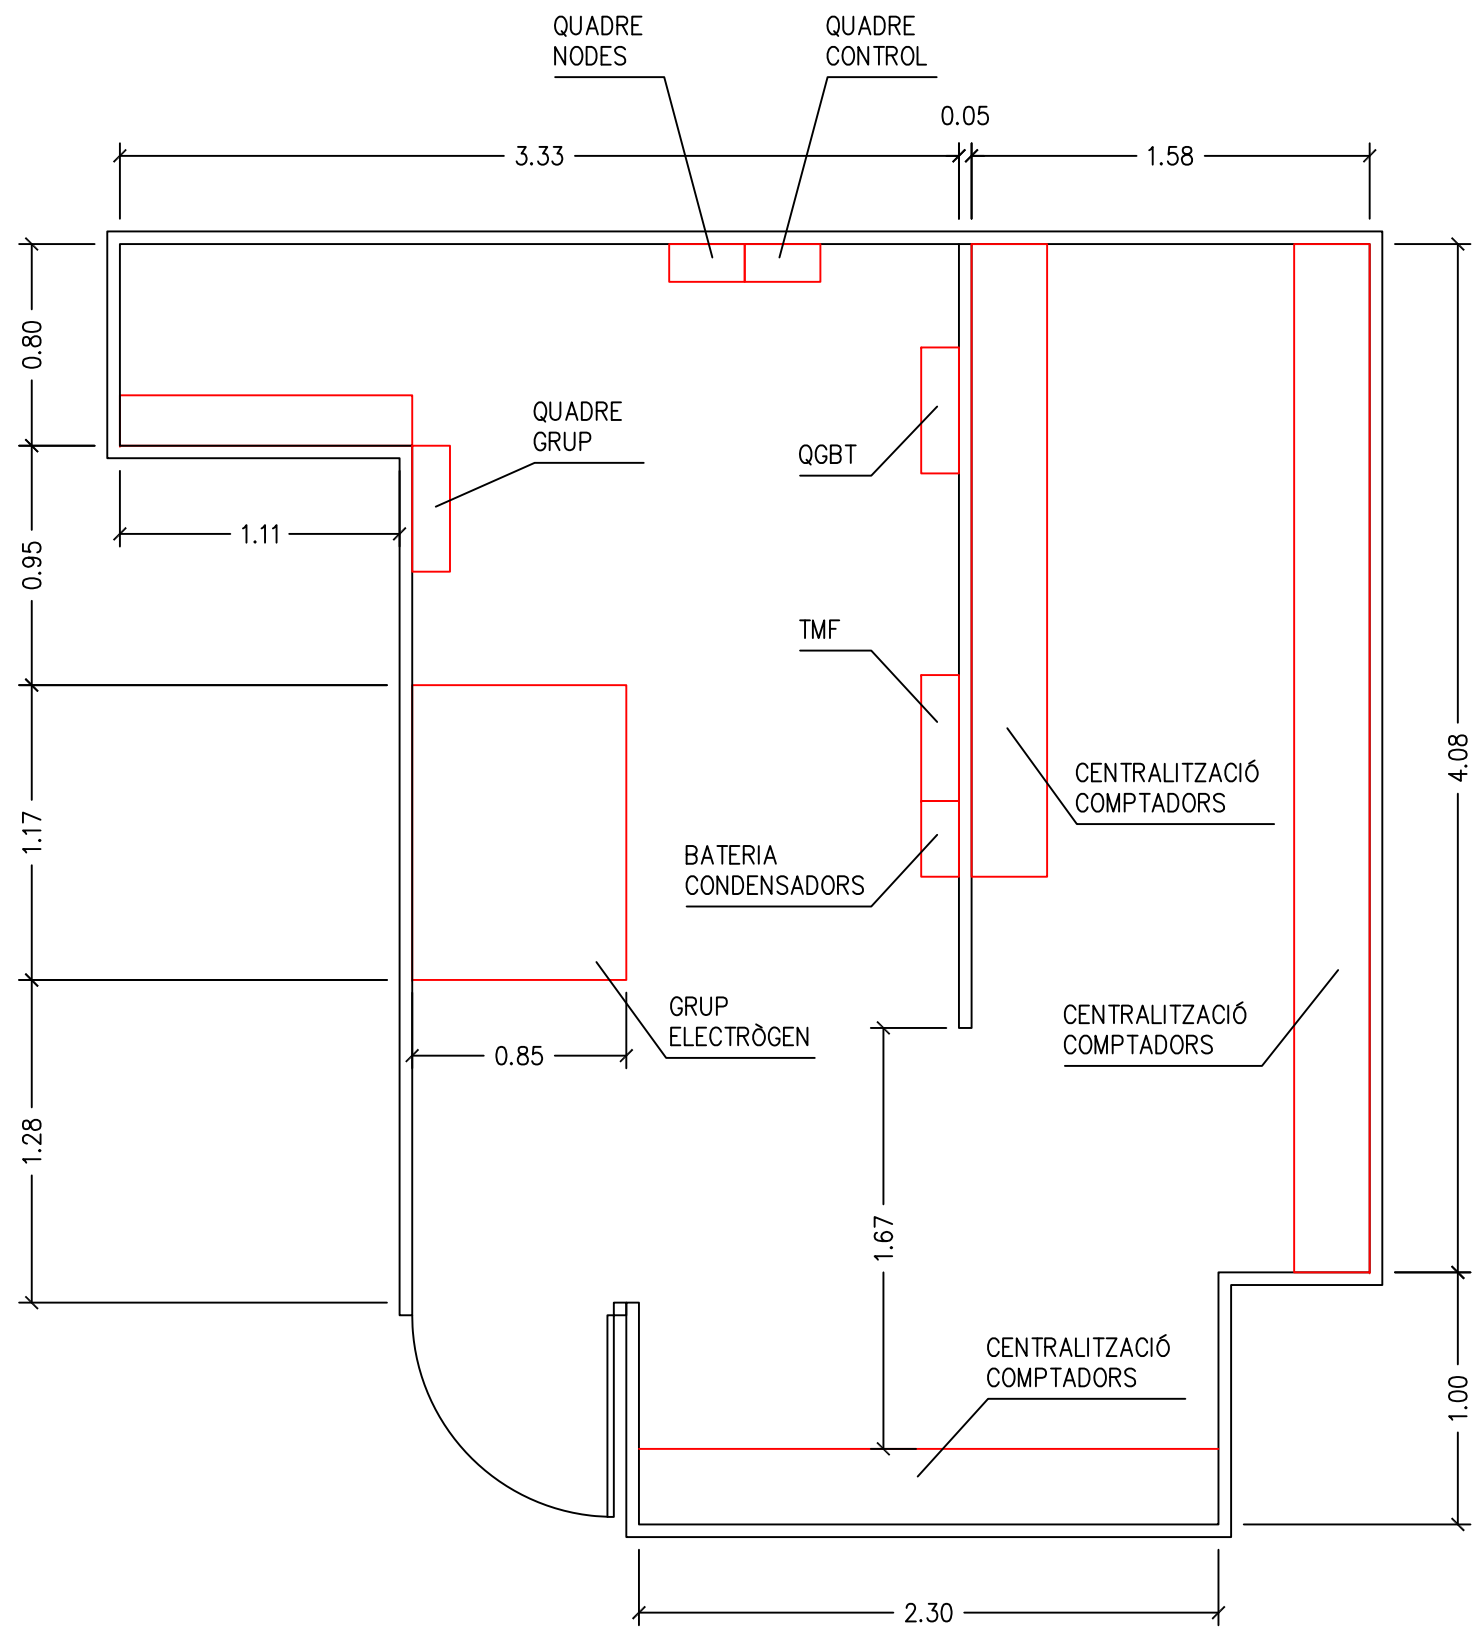 QUADRE
NODES
QUADRE
CONTROL
0.05
3.33
1.58
0.80
QUADRE
GRUP
QGBT
1.11
0.95
TMF
4.08
CENTRALITZACIÓ
COMPTADORS
1.17
BATERIA
CONDENSADORS
GRUP
ELECTRÒGEN
CENTRALITZACIÓ
COMPTADORS
0.85
1.28
1.67
CENTRALITZACIÓ
COMPTADORS
1.00
2.30